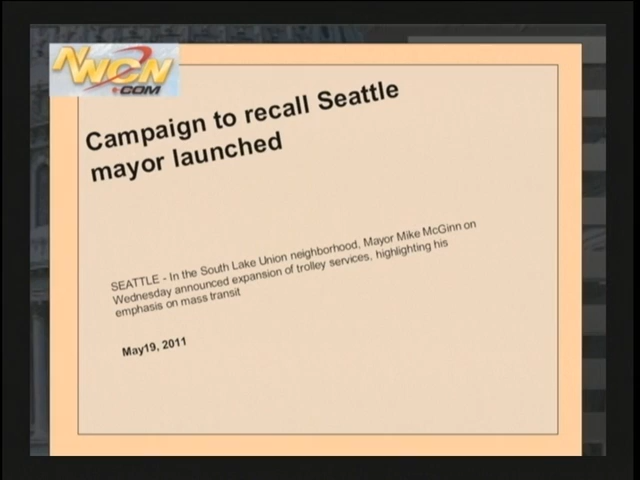 NWCN
.COM
Campaign to recall Seattle
mayor launched
SEATTLE - In the South Lake Union neighborhood, Mayor Mike McGinn on
Wednesday announced expansion of trolley services, highlighting his
emphasis on mass transit
May19, 2011